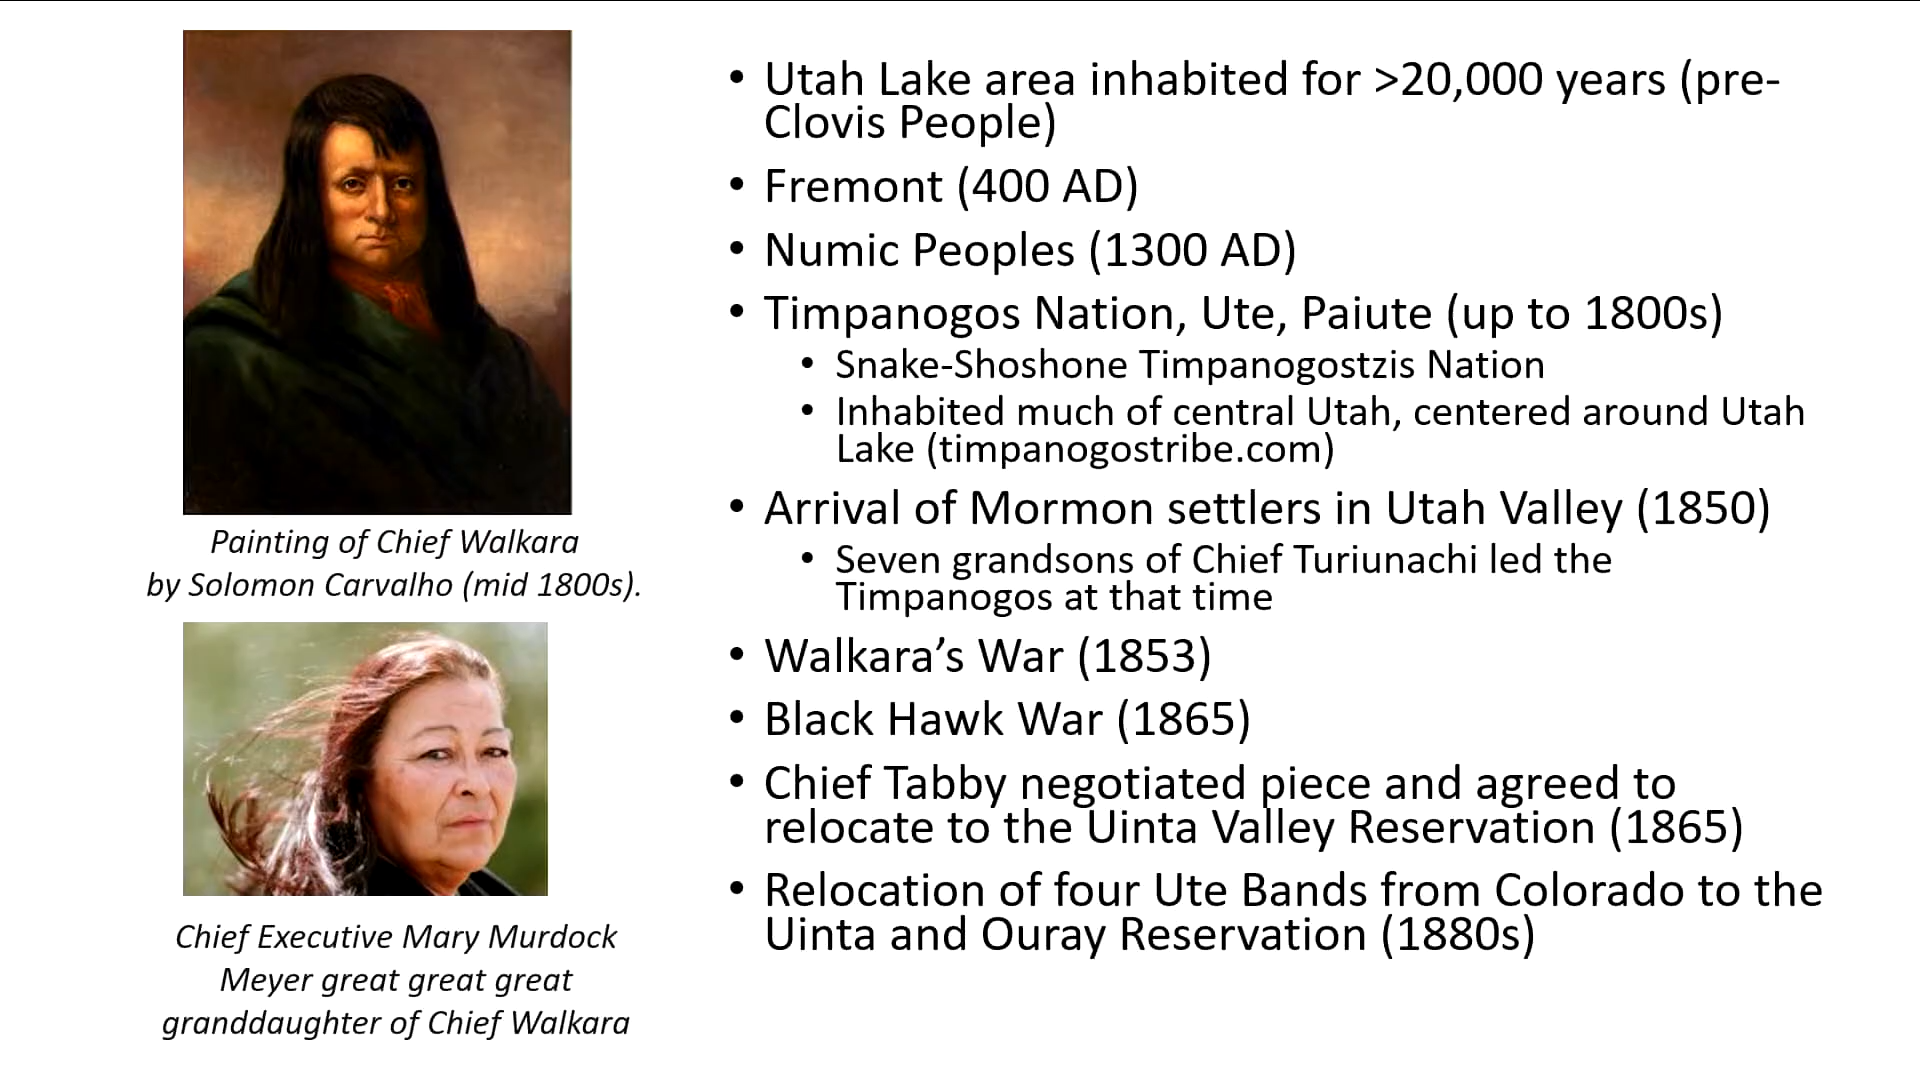 • Utah Lake area inhabited for >20,000 years (pre-
Clovis People)
• Fremont (400 AD)
• Numic Peoples (1300 AD)
• Timpanogos Nation, Ute, Paiute (up to 1800s)
• Snake-Shoshone Timpanogostzis Nation
• Inhabited much of central Utah, centered around Utah
Lake (timpanogostribe.com)
• Arrival of Mormon settlers in Utah Valley (1850)
• Seven grandsons of Chief Turiunachi led the
Timpanogos at that time
• Walkara’s War (1853)
• Black Hawk War (1865)
• Chief Tabby negotiated piece and agreed to
relocate to the Uinta Valley Reservation (1865)
• Relocation of four Ute Bands from Colorado to the
Uinta and Ouray Reservation (1880s)
Painting of Chief Walkara
by Solomon Carvalho (mid 1800s).
Chief Executive Mary Murdock
Meyer great great great
granddaughter of Chief Walkara